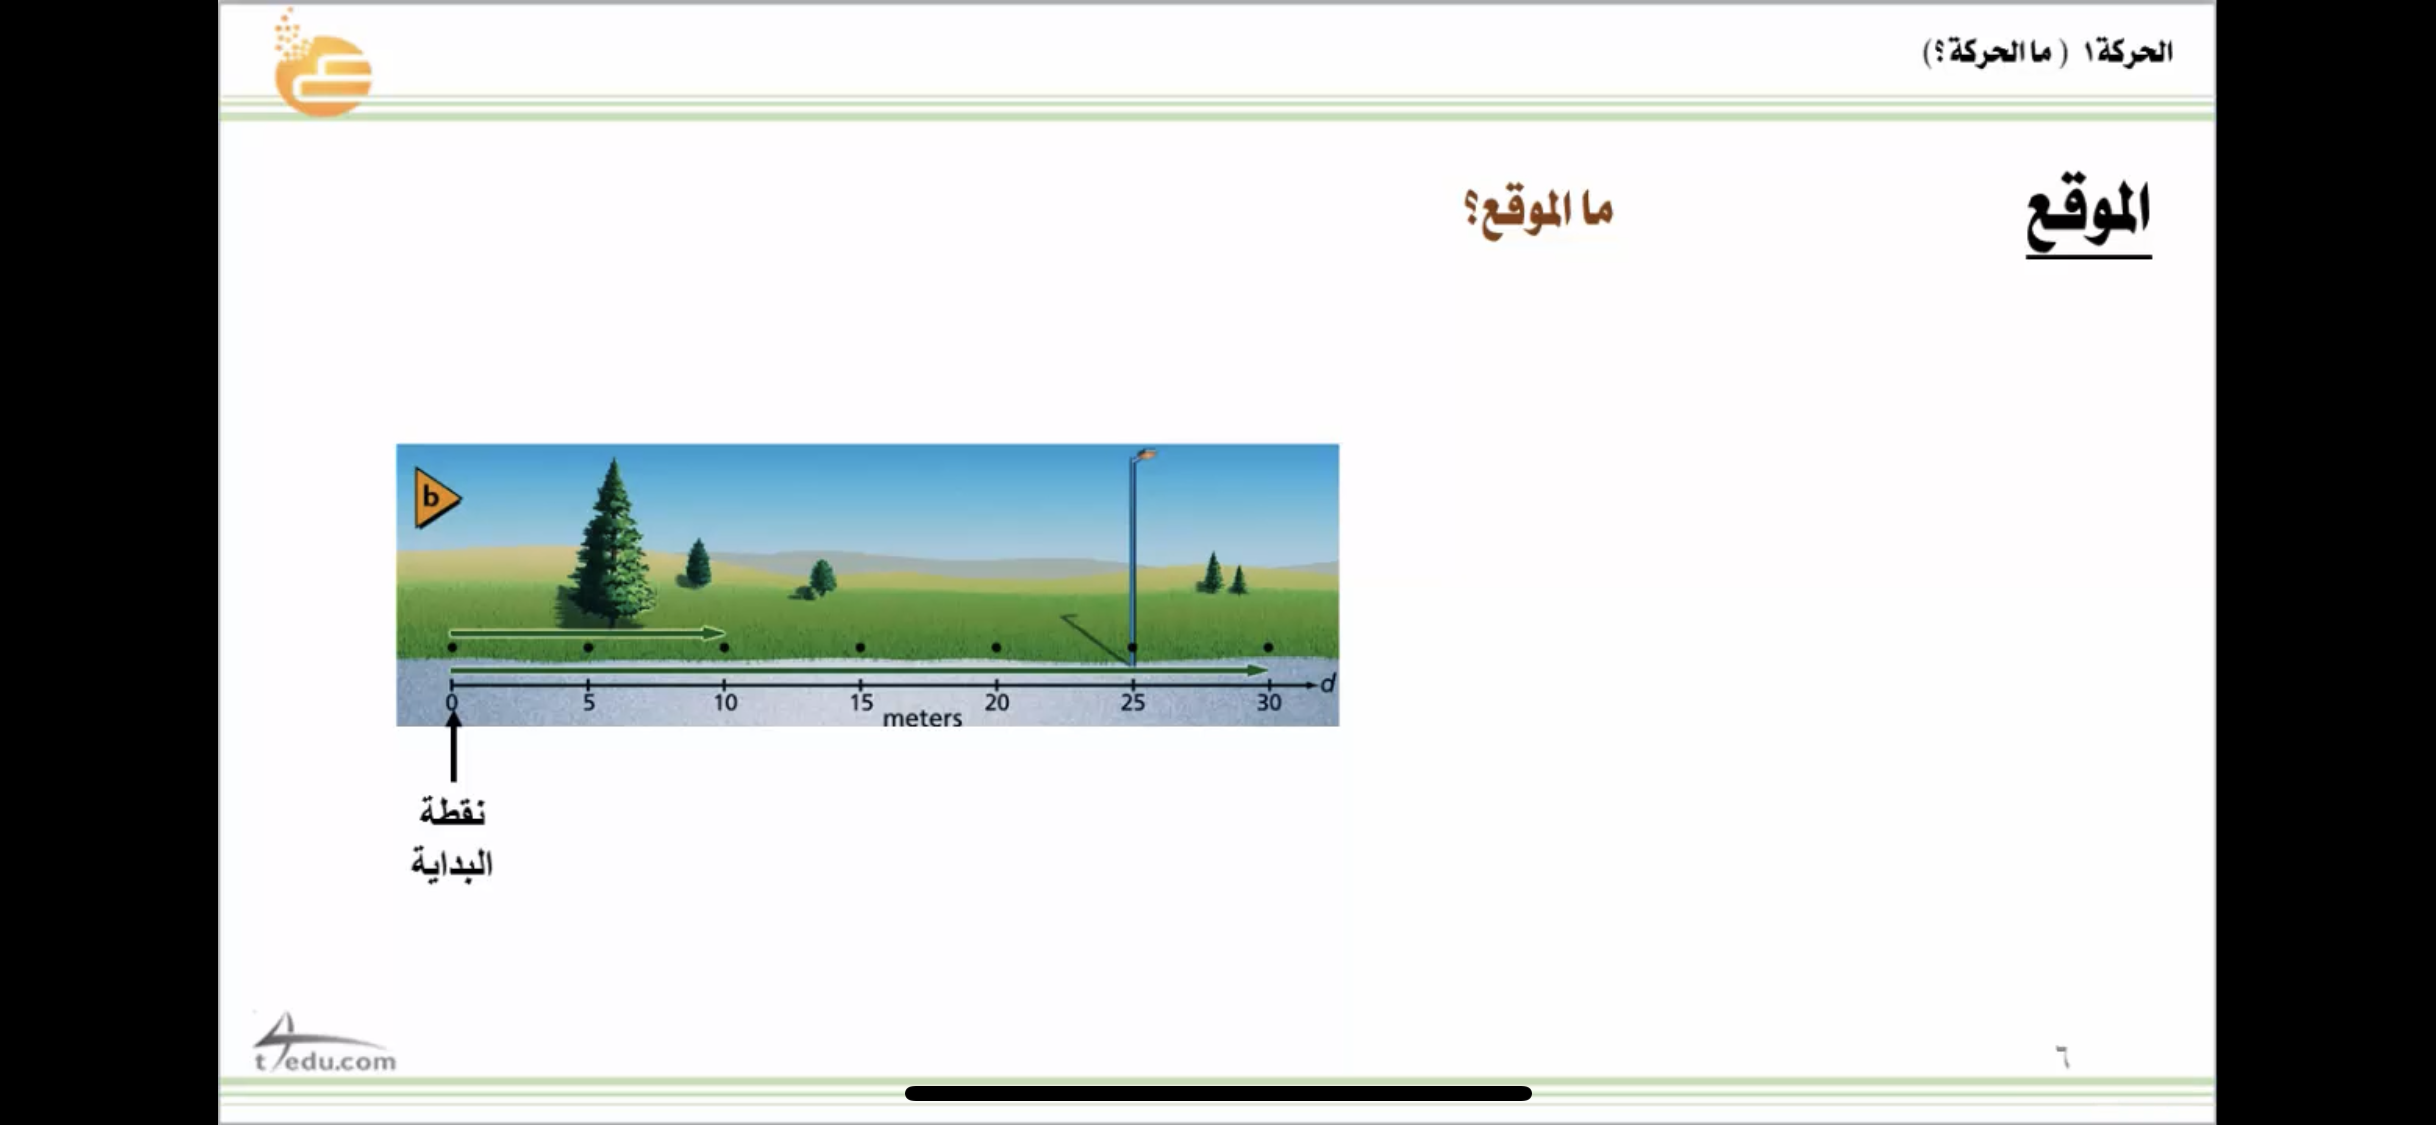 الحركة١ ( ما الحركة؟)
الموقع
ما الموقع؟
b
d
0 5 10 15 20 25 30
meters
نقطة
البداية
t4edu.com
٦